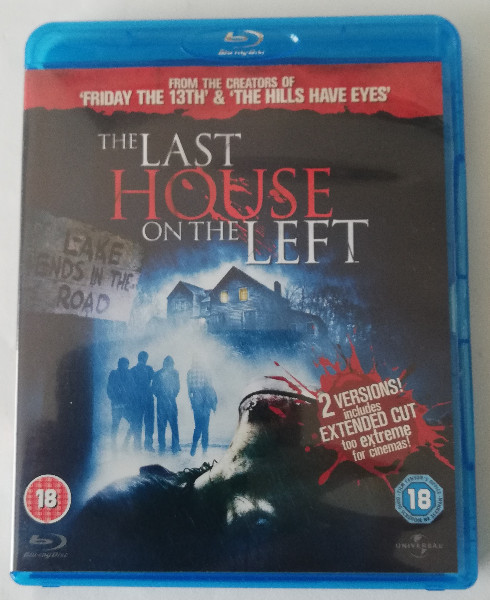 Blu-ray Disc
FROM THE CREATORS OF
'FRIDAY THE 13TH' & 'THE HILLS HAVE EYES'
THE LAST
HOUSE
ON THE LEFT
LAKE
ENDS IN THE
ROAD
2 VERSIONS!
includes
EXTENDED CUT
too extreme
for cinemas!
18
18
Blu-ray Disc
UNIVERSAL